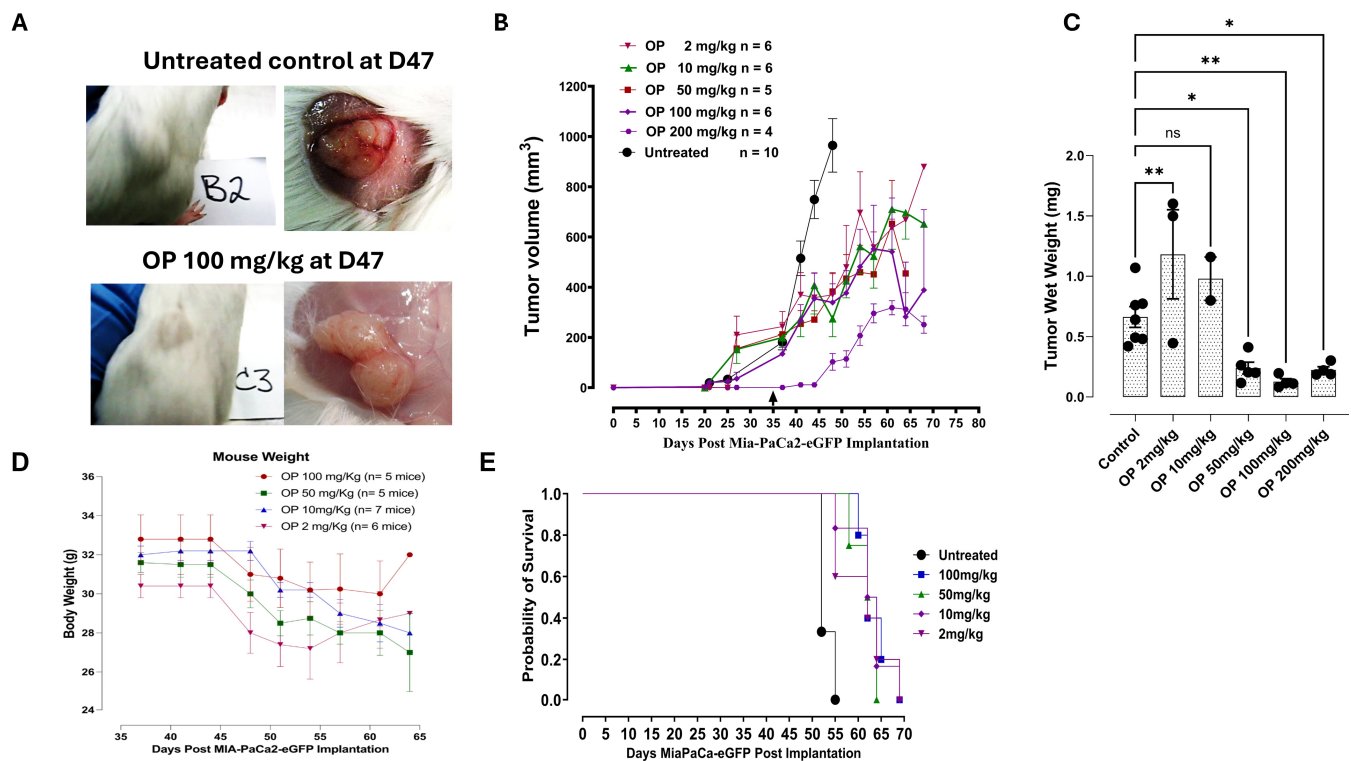 A
Untreated control at D47
B2
OP 100 mg/kg at D47
C3
B
OP 2 mg/kg n = 6
OP 10 mg/kg n = 6
OP 50 mg/kg n = 5
OP 100 mg/kg n = 6
OP 200 mg/kg n = 4
Untreated n = 10
Tumor volume (mm3)
1200
1000
800
600
400
200
0
0 5 10 15 20 25 30 35 40 45 50 55 60 65 70 75 80
Days Post Mia-PaCa2-eGFP Implantation
C
*
**
*
ns
**
Tumor Wet Weight (mg)
2.0
1.5
1.0
0.5
0.0
Control
OP 2mg/kg
OP 10mg/kg
OP 50mg/kg
OP 100mg/kg
OP 200mg/kg
D
Mouse Weight
OP 100 mg/Kg (n= 5 mice)
OP 50 mg/Kg (n= 5 mice)
OP 10mg/Kg (n= 7 mice)
OP 2 mg/Kg (n= 6 mice)
Body Weight (g)
36
34
32
30
28
26
24
35 40 45 50 55 60 65
Days Post MIA-PaCa2-eGFP Implantation
E
Probability of Survival
1.0
0.8
0.6
0.4
0.2
0.0
0 5 10 15 20 25 30 35 40 45 50 55 60 65 70
Days MiaPaCa-eGFP Post Implantation
Untreated
100mg/kg
50mg/kg
10mg/kg
2mg/kg